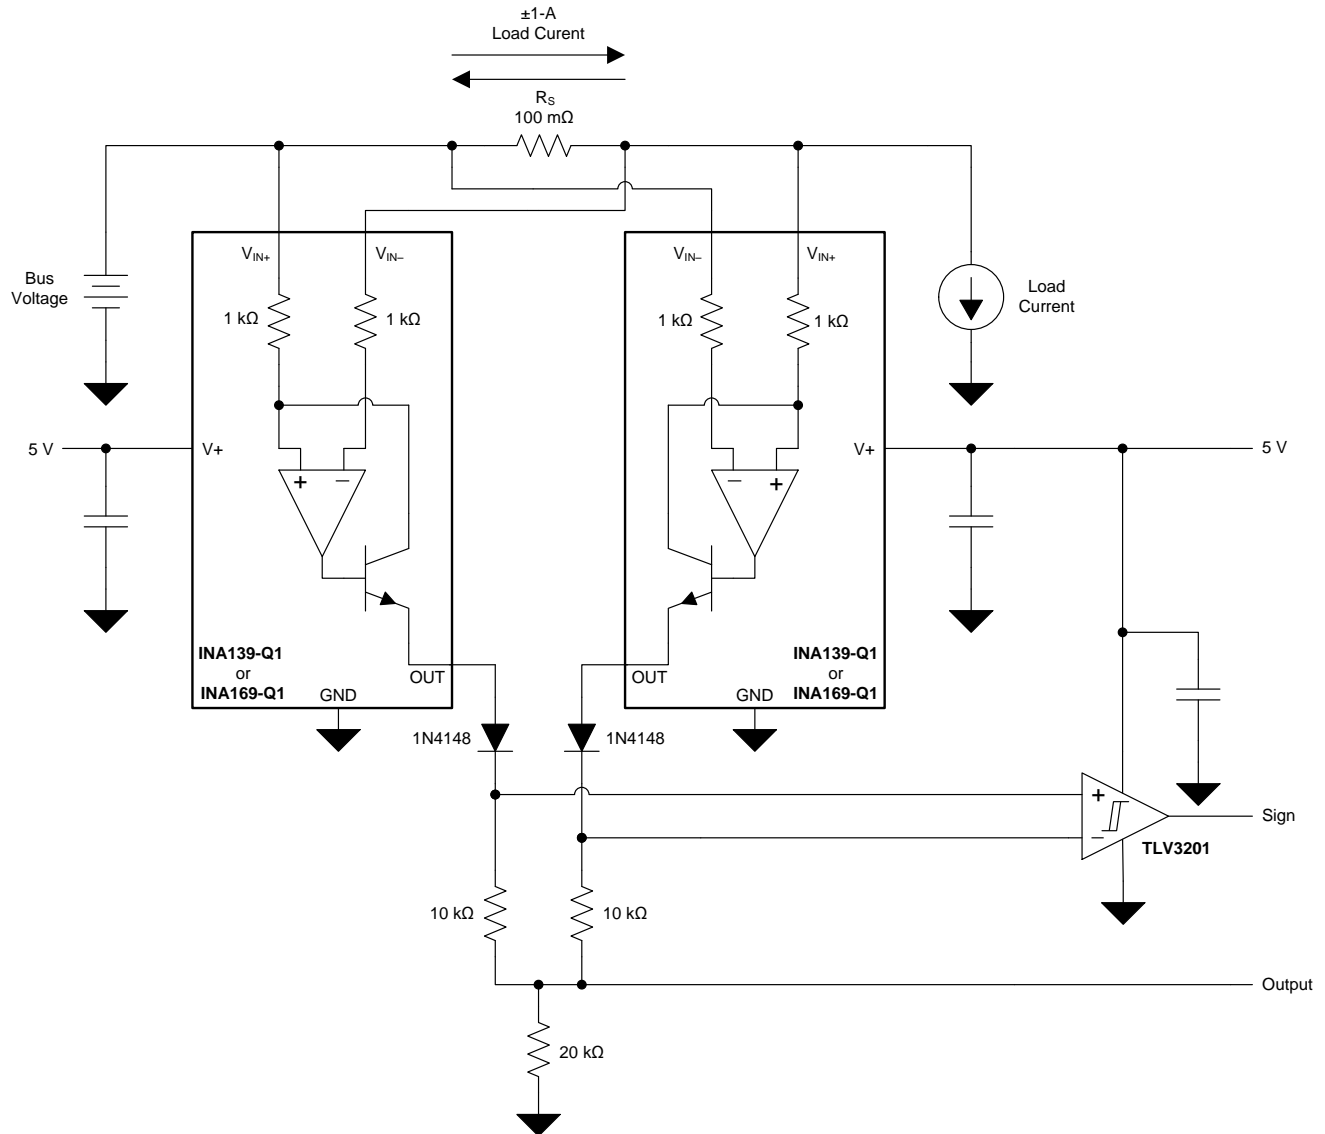 ±1-A
Load Curent
RS
100 mΩ
VIN+
VIN–
VIN–
VIN+
Bus
Voltage
1 kΩ
1 kΩ
1 kΩ
1 kΩ
Load
Current
5 V
V+
V+
5 V
+
–
–
+
INA139-Q1
or
INA169-Q1
OUT
GND
INA139-Q1
or
INA169-Q1
OUT
GND
1N4148
1N4148
+
–
Sign
TLV3201
10 kΩ
10 kΩ
Output
20 kΩ